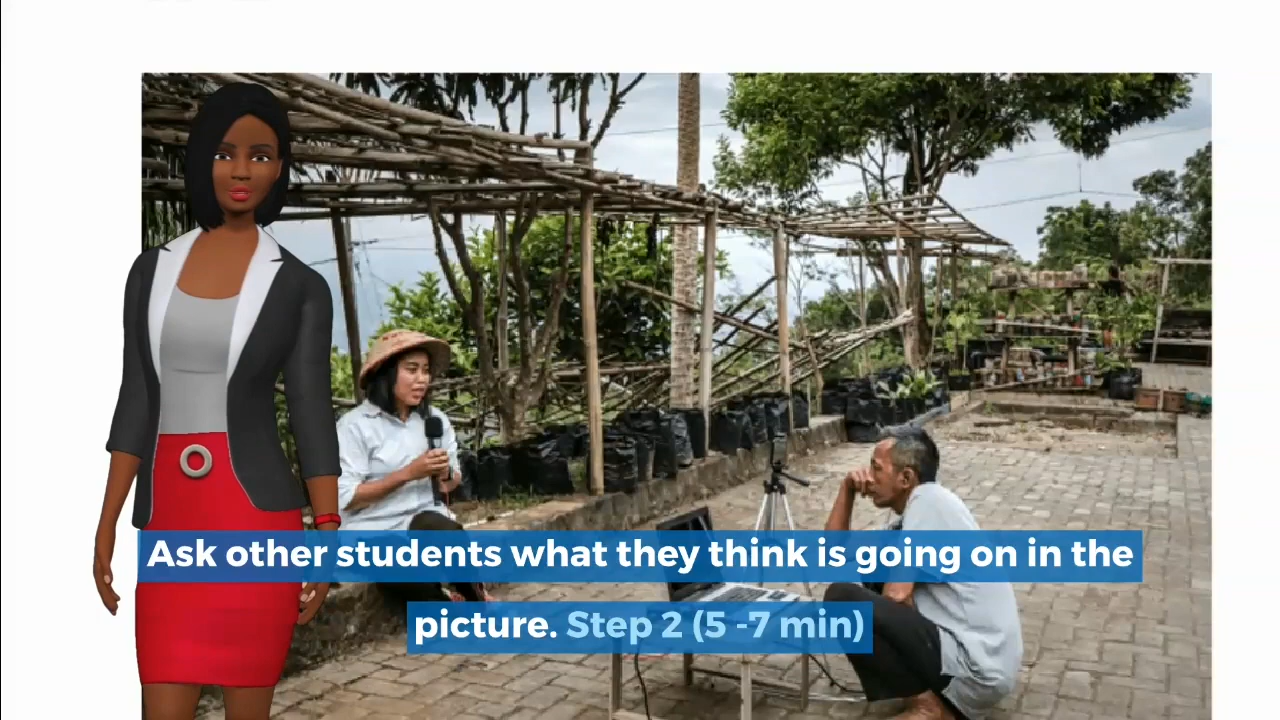 Ask other students what they think is going on in the
picture. Step 2 (5 -7 min)